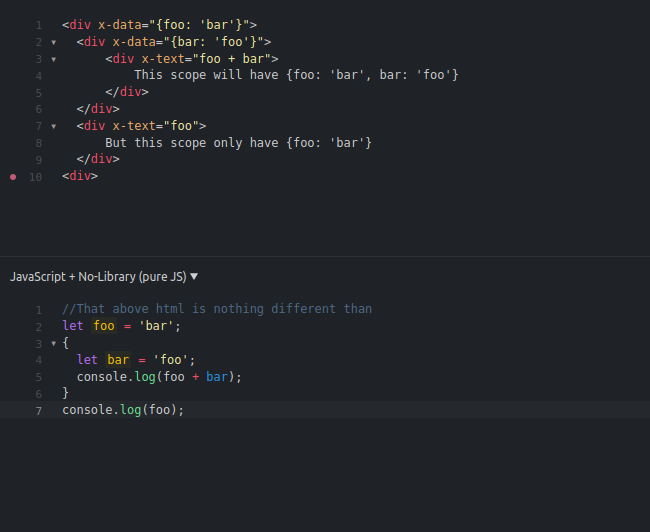 1 <div x-data="{foo: 'bar'}">
2 ▾ <div x-data="{bar: 'foo'}">
3 ▾ <div x-text="foo + bar">
4 This scope will have {foo: 'bar', bar: 'foo'}
5 </div>
6 </div>
7 ▾ <div x-text="foo">
8 But this scope only have {foo: 'bar'}
9 </div>
10 <div>
JavaScript + No-Library (pure JS) ▼
1 //That above html is nothing different than
2 let foo = 'bar';
3 ▾ {
4 let bar = 'foo';
5 console.log(foo + bar);
6 }
7 console.log(foo);